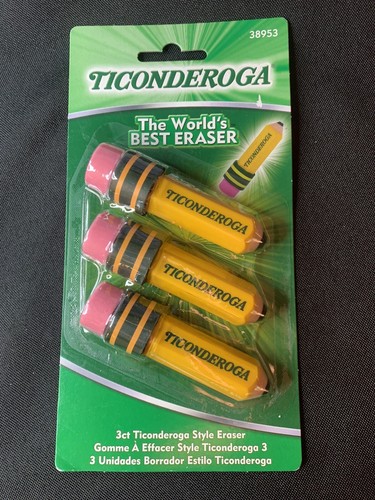 38953
TICONDEROGA
The World's
BEST ERASER
TICONDEROGA
TICONDEROGA
TICONDEROGA
TICONDEROGA
3ct Ticonderoga Style Eraser
Gomme À Effacer Style Ticonderoga 3
3 Unidades Borrador Estilo Ticonderoga